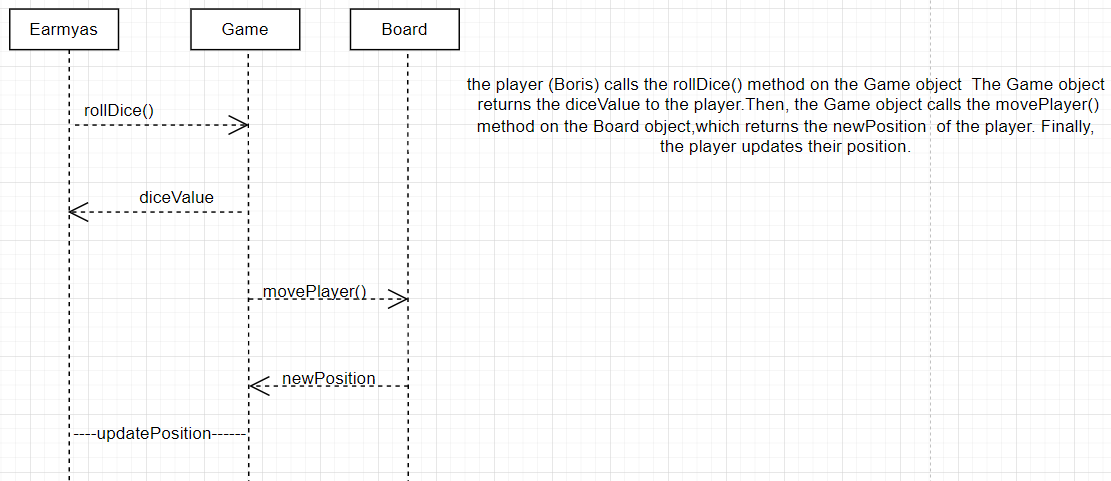 Earmyas
Game
Board
the player (Boris) calls the rollDice() method on the Game object  The Game object
returns the diceValue to the player.Then, the Game object calls the movePlayer()
method on the Board object,which returns the newPosition  of the player. Finally,
the player updates their position.
rollDice()
diceValue
movePlayer()
newPosition
----updatePosition------